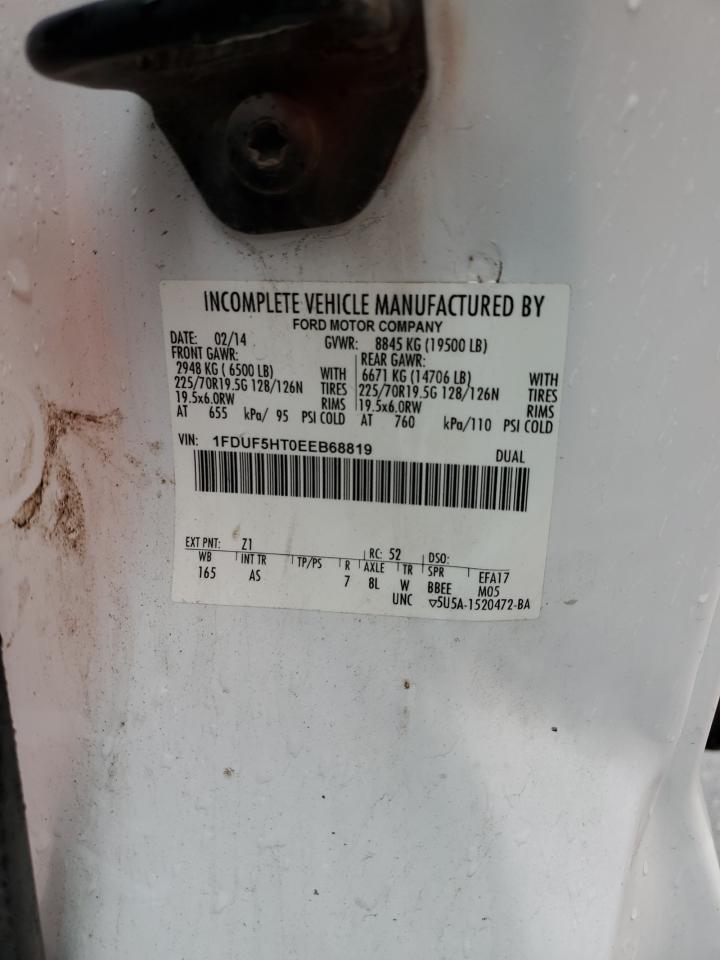 INCOMPLETE VEHICLE MANUFACTURED BY
FORD MOTOR COMPANY
DATE: 02/14 GVWR: 8845 KG (19500 LB)
FRONT GAWR: REAR GAWR:
2948 KG ( 6500 LB) WITH 6671 KG (14706 LB) WITH
225/70R19.5G 128/126N TIRES 225/70R19.5G 128/126N TIRES
19.5x6.0RW RIMS 19.5x6.0RW RIMS
AT 655 kPa/ 95 PSI COLD AT 760 kPa/110 PSI COLD
VIN: 1FDUF5HT0EEB68819 DUAL
EXT PNT: Z1 RC: 52 DSO:
WB INT TR TP/PS R AXLE TR SPR EFA17
165 AS 7 8L W BBEE M05
UNC ▽5U5A-1520472-BA